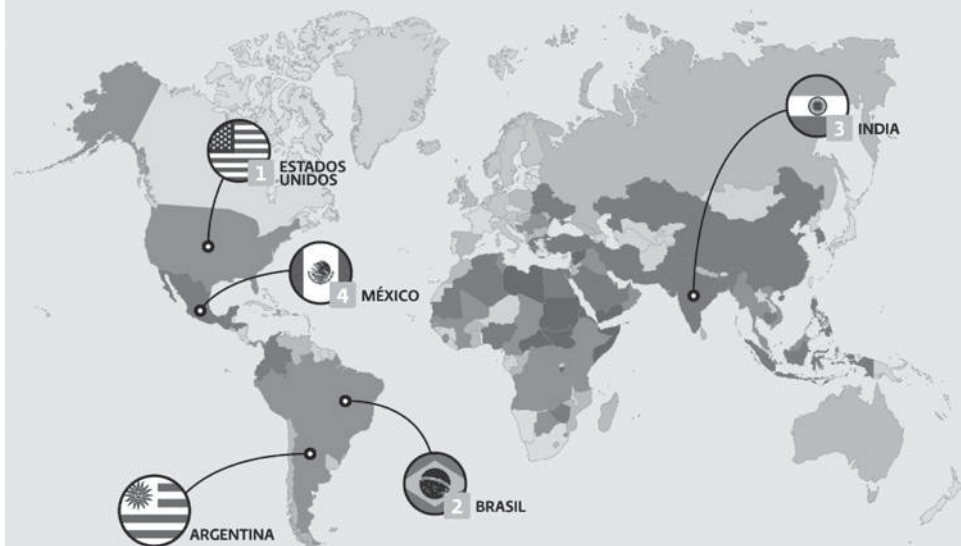 1 ESTADOS
UNIDOS
3 INDIA
4 MÉXICO
2 BRASIL
ARGENTINA